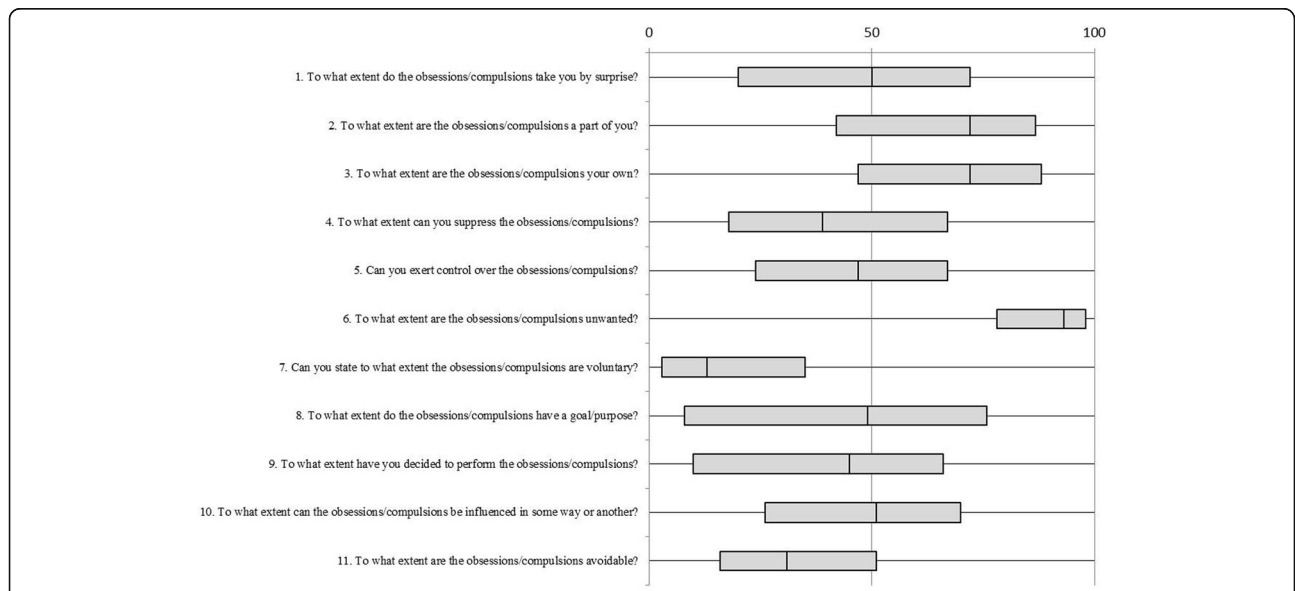 0 50 100
1. To what extent do the obsessions/compulsions take you by surprise?
2. To what extent are the obsessions/compulsions a part of you?
3. To what extent are the obsessions/compulsions your own?
4. To what extent can you suppress the obsessions/compulsions?
5. Can you exert control over the obsessions/compulsions?
6. To what extent are the obsessions/compulsions unwanted?
7. Can you state to what extent the obsessions/compulsions are voluntary?
8. To what extent do the obsessions/compulsions have a goal/purpose?
9. To what extent have you decided to perform the obsessions/compulsions?
10. To what extent can the obsessions/compulsions be influenced in some way or another?
11. To what extent are the obsessions/compulsions avoidable?